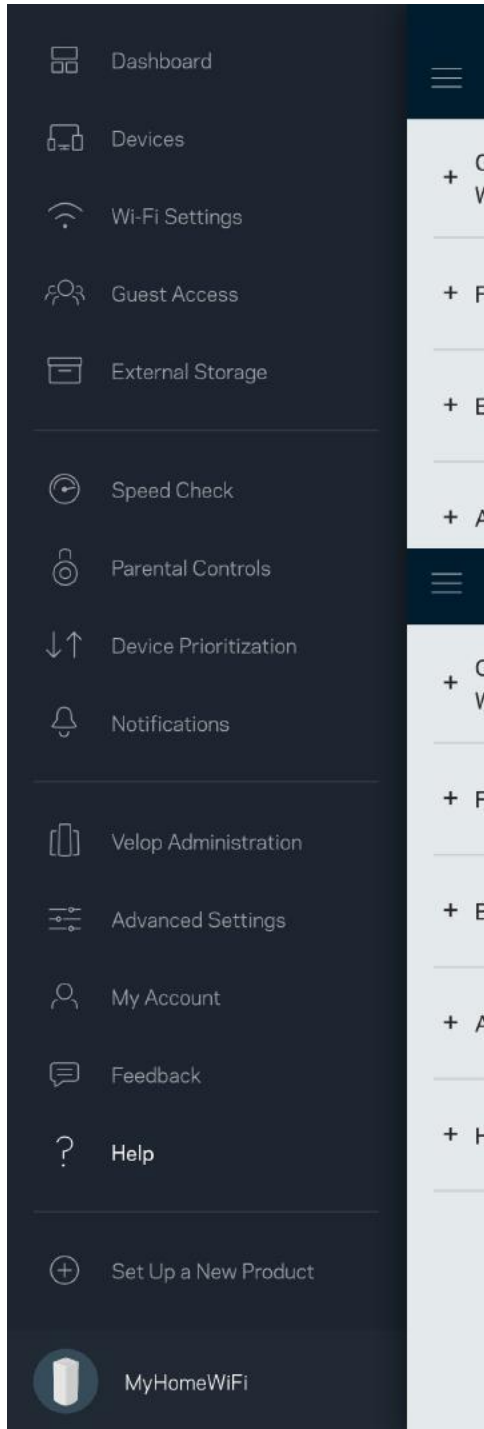 Dashboard
Devices
Wi-Fi Settings
Guest Access
External Storage
Speed Check
Parental Controls
Device Prioritization
Notifications
Velop Administration
Advanced Settings
My Account
Feedback
Help
Set Up a New Product
MyHomeWiFi